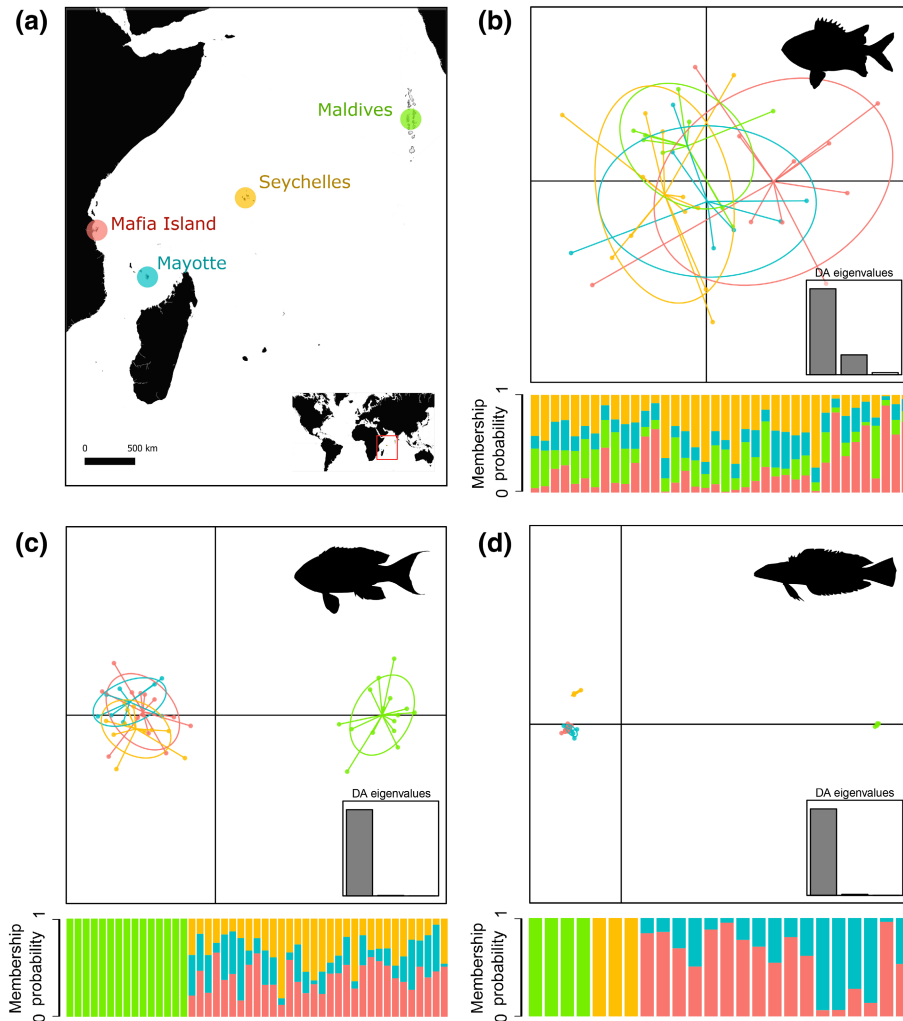 (a)
Maldives
Seychelles
Mafia Island
Mayotte
0 500 km
(b)
DA eigenvalues
Membership
probability
0 1
(c)
DA eigenvalues
Membership
probability
0 1
(d)
DA eigenvalues
Membership
probability
0 1